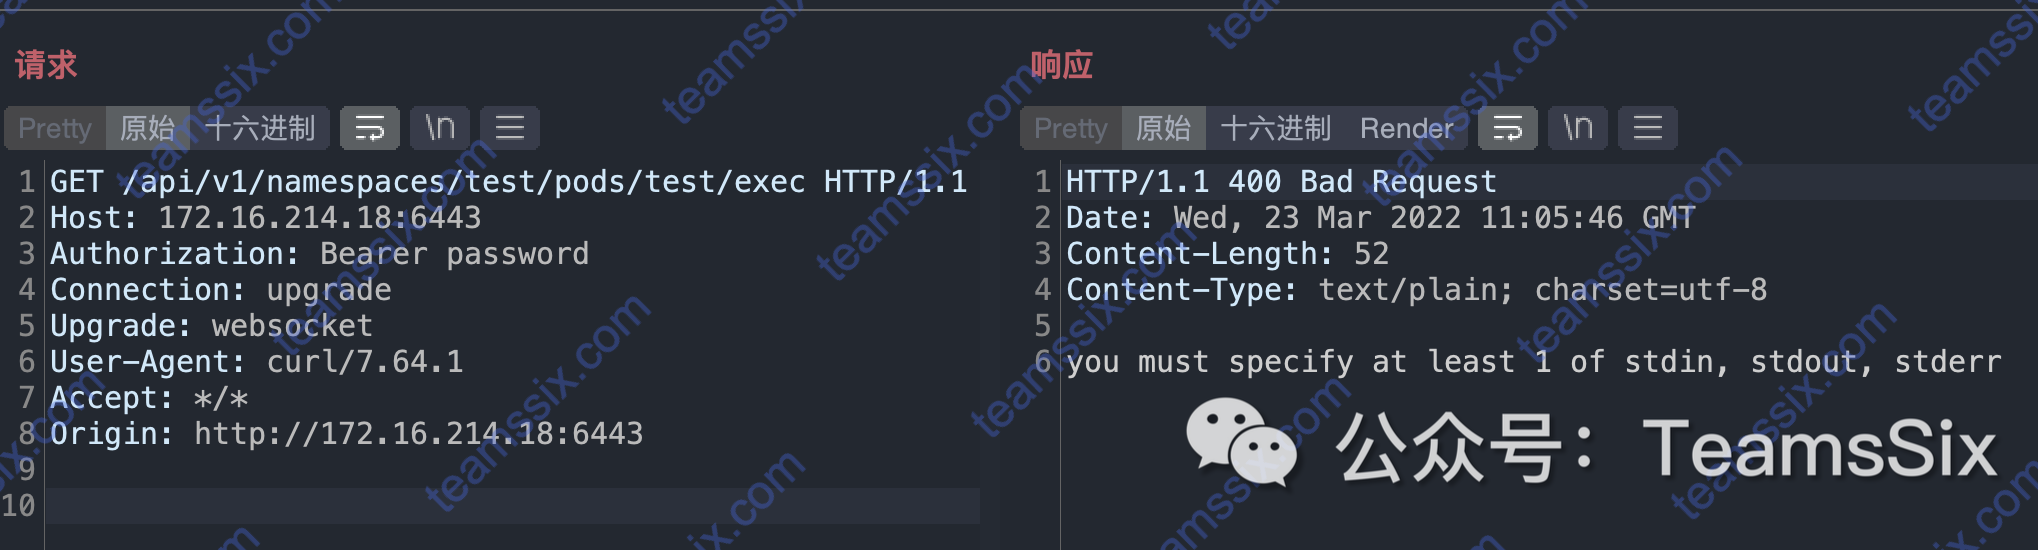 请求
Pretty 原始 十六进制 \n
1 GET /api/v1/namespaces/test/pods/test/exec HTTP/1.1
2 Host: 172.16.214.18:6443
3 Authorization: Bearer password
4 Connection: upgrade
5 Upgrade: websocket
6 User-Agent: curl/7.64.1
7 Accept: */*
8 Origin: http://172.16.214.18:6443
9
10
响应
Pretty 原始 十六进制 Render \n
1 HTTP/1.1 400 Bad Request
2 Date: Wed, 23 Mar 2022 11:05:46 GMT
3 Content-Length: 52
4 Content-Type: text/plain; charset=utf-8
5
6 you must specify at least 1 of stdin, stdout, stderr
公众号：TeamsSix
teamssix.com